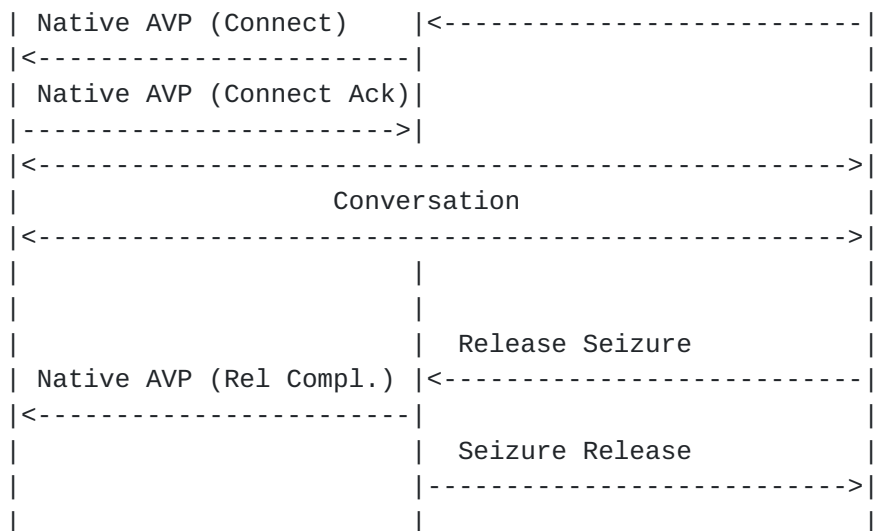 | Native AVP (Connect)    |<---------------------------|
|<------------------------|                            |
| Native AVP (Connect Ack)|                            |
|------------------------>|                            |
|<---------------------------------------------------->|
|                    Conversation                      |
|<---------------------------------------------------->|
|                         |                            |
|                         |                            |
|                         |  Release Seizure           |
| Native AVP (Rel Compl.) |<---------------------------|
|<------------------------|                            |
|                         |  Seizure Release           |
|                         |--------------------------->|
|                         |                            |